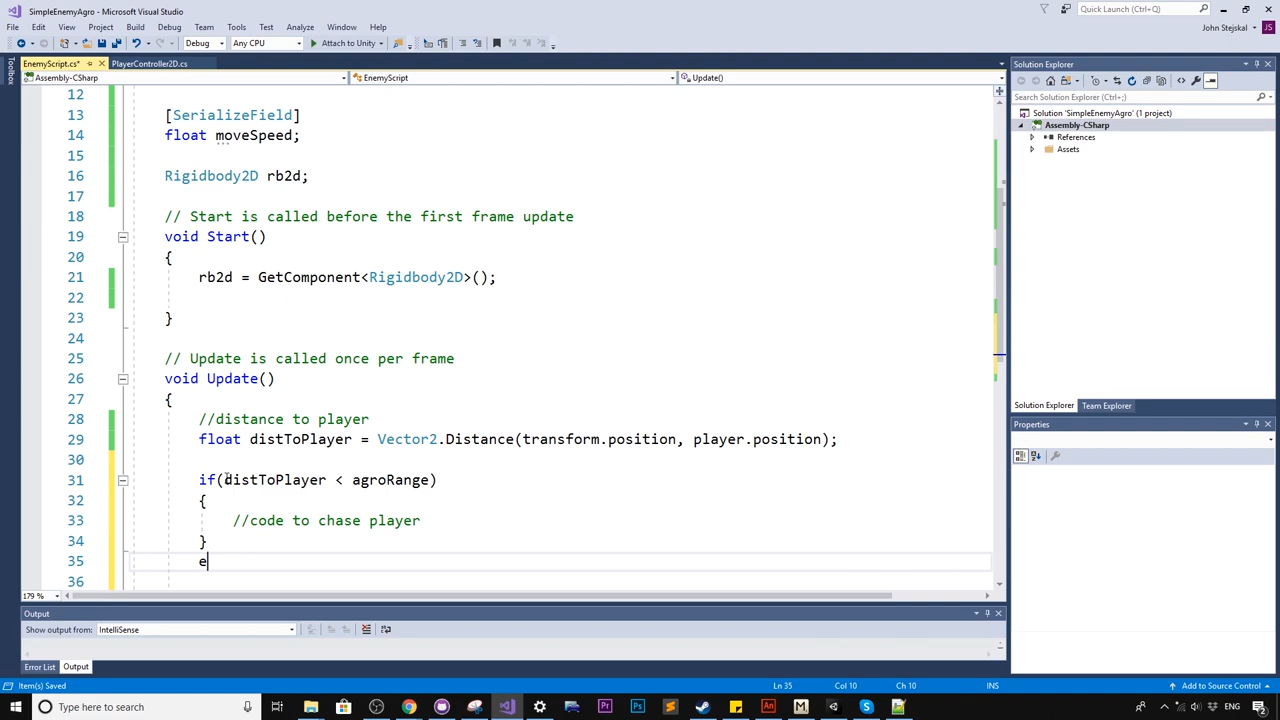 SimpleEnemyAgro - Microsoft Visual Studio
Quick Launch (Ctrl+Q)
File Edit View Project Build Debug Team Tools Test Analyze Window Help
John Stejskal
JS
Debug
Any CPU
Attach to Unity
EnemyScript.cs*
PlayerController2D.cs
Assembly-CSharp
EnemyScript
Update()
Toolbox
12
13 [SerializeField]
14 float moveSpeed;
15
16 Rigidbody2D rb2d;
17
18 // Start is called before the first frame update
19 void Start()
20 {
21 rb2d = GetComponent<Rigidbody2D>();
22
23 }
24
25 // Update is called once per frame
26 void Update()
27 {
28 //distance to player
29 float distToPlayer = Vector2.Distance(transform.position, player.position);
30
31 if(distToPlayer < agroRange)
32 {
33 //code to chase player
34 }
35 e
36
179 %
Output
Show output from: IntelliSense
Error List
Output
Solution Explorer
Search Solution Explorer (Ctrl+;)
Solution 'SimpleEnemyAgro' (1 project)
Assembly-CSharp
References
Assets
Solution Explorer
Team Explorer
Properties
Item(s) Saved
Ln 35
Col 10
Ch 10
INS
Add to Source Control
Type here to search